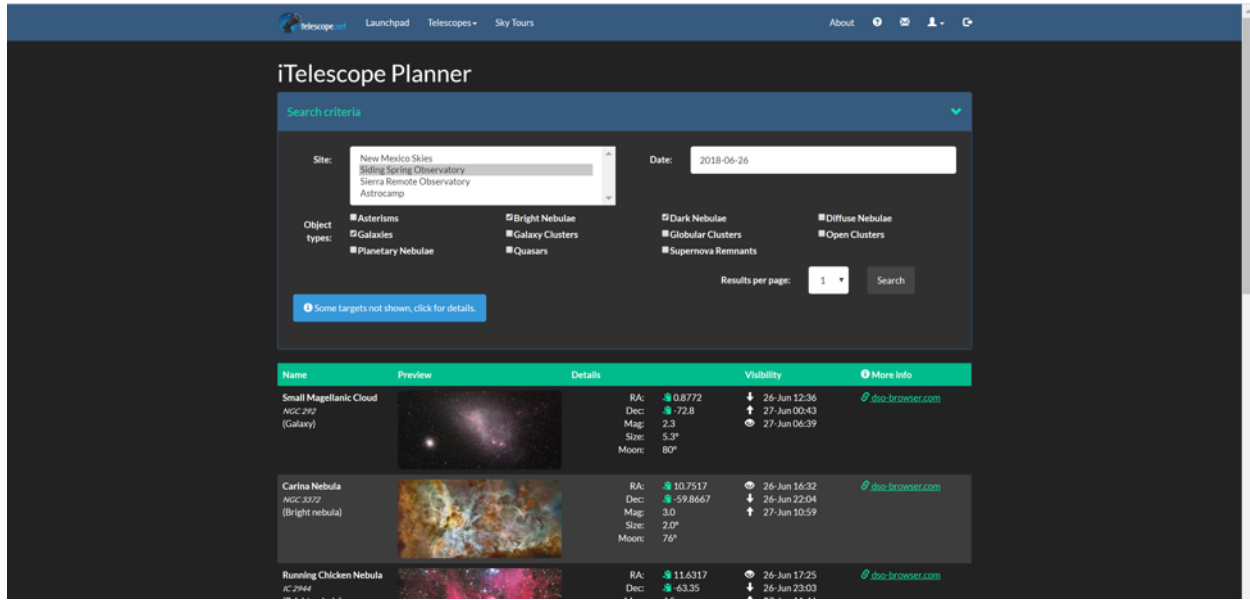 telescope.net Launchpad Telescopes Sky Tours About
iTelescope Planner
Search criteria
Site:
New Mexico Skies
Siding Spring Observatory
Sierra Remote Observatory
Astrocamp
Date: 2018-06-26
Object types:
Asterisms Bright Nebulae Dark Nebulae Diffuse Nebulae
Galaxies Galaxy Clusters Globular Clusters Open Clusters
Planetary Nebulae Quasars Supernova Remnants
Results per page: 1 Search
Some targets not shown, click for details.
Name Preview Details Visibility More info
Small Magellanic Cloud RA: 0.8772 26-Jun 12:36 dso-browser.com
NGC 292 Dec: -72.8 27-Jun 00:43
(Galaxy) Mag: 2.3 27-Jun 06:39
Size: 5.3°
Moon: 80°
Carina Nebula RA: 10.7517 26-Jun 16:32 dso-browser.com
NGC 3372 Dec: -59.8667 26-Jun 22:04
(Bright nebula) Mag: 3.0 27-Jun 10:59
Size: 2.0°
Moon: 76°
Running Chicken Nebula RA: 11.6317 26-Jun 17:25 dso-browser.com
IC 2944 Dec: -63.35 26-Jun 23:03